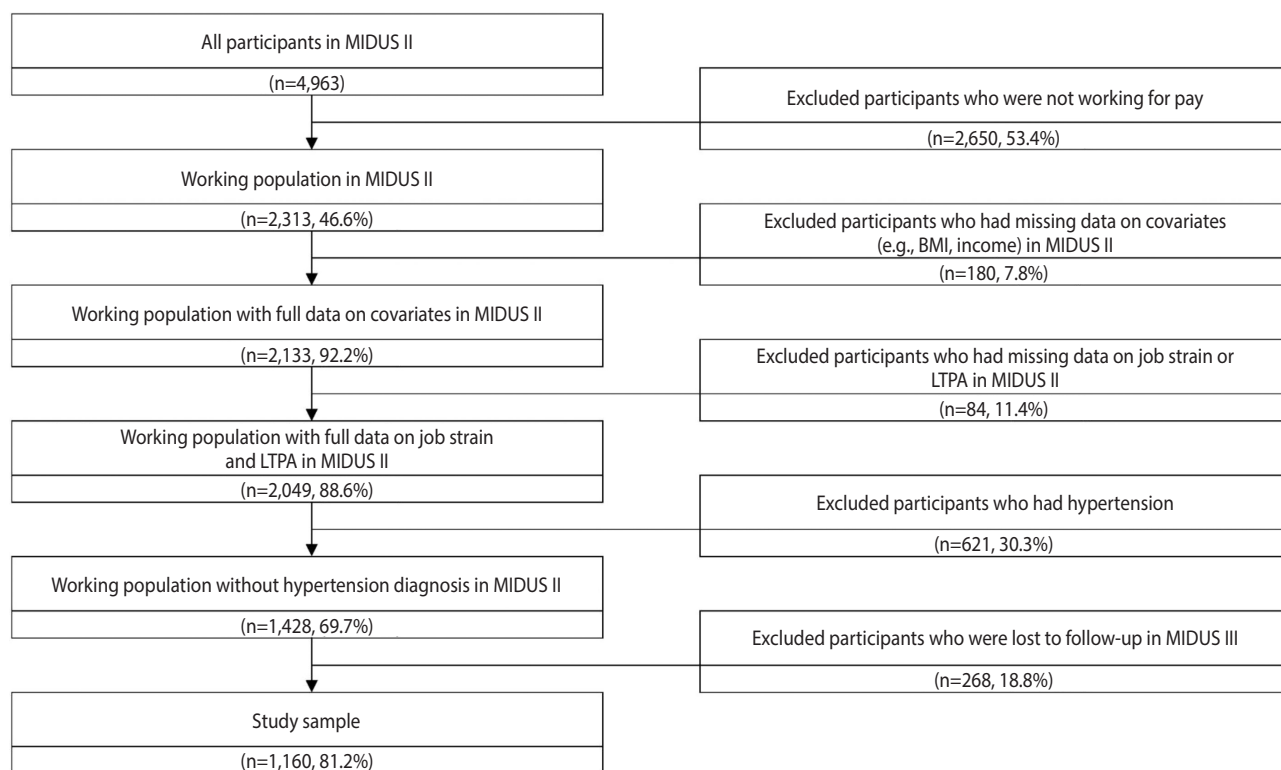 All participants in MIDUS II
(n=4,963)
Excluded participants who were not working for pay
(n=2,650, 53.4%)
Working population in MIDUS II
(n=2,313, 46.6%)
Excluded participants who had missing data on covariates
(e.g., BMI, income) in MIDUS II
(n=180, 7.8%)
Working population with full data on covariates in MIDUS II
(n=2,133, 92.2%)
Excluded participants who had missing data on job strain or
LTPA in MIDUS II
(n=84, 11.4%)
Working population with full data on job strain
and LTPA in MIDUS II
(n=2,049, 88.6%)
Excluded participants who had hypertension
(n=621, 30.3%)
Working population without hypertension diagnosis in MIDUS II
(n=1,428, 69.7%)
Excluded participants who were lost to follow-up in MIDUS III
(n=268, 18.8%)
Study sample
(n=1,160, 81.2%)